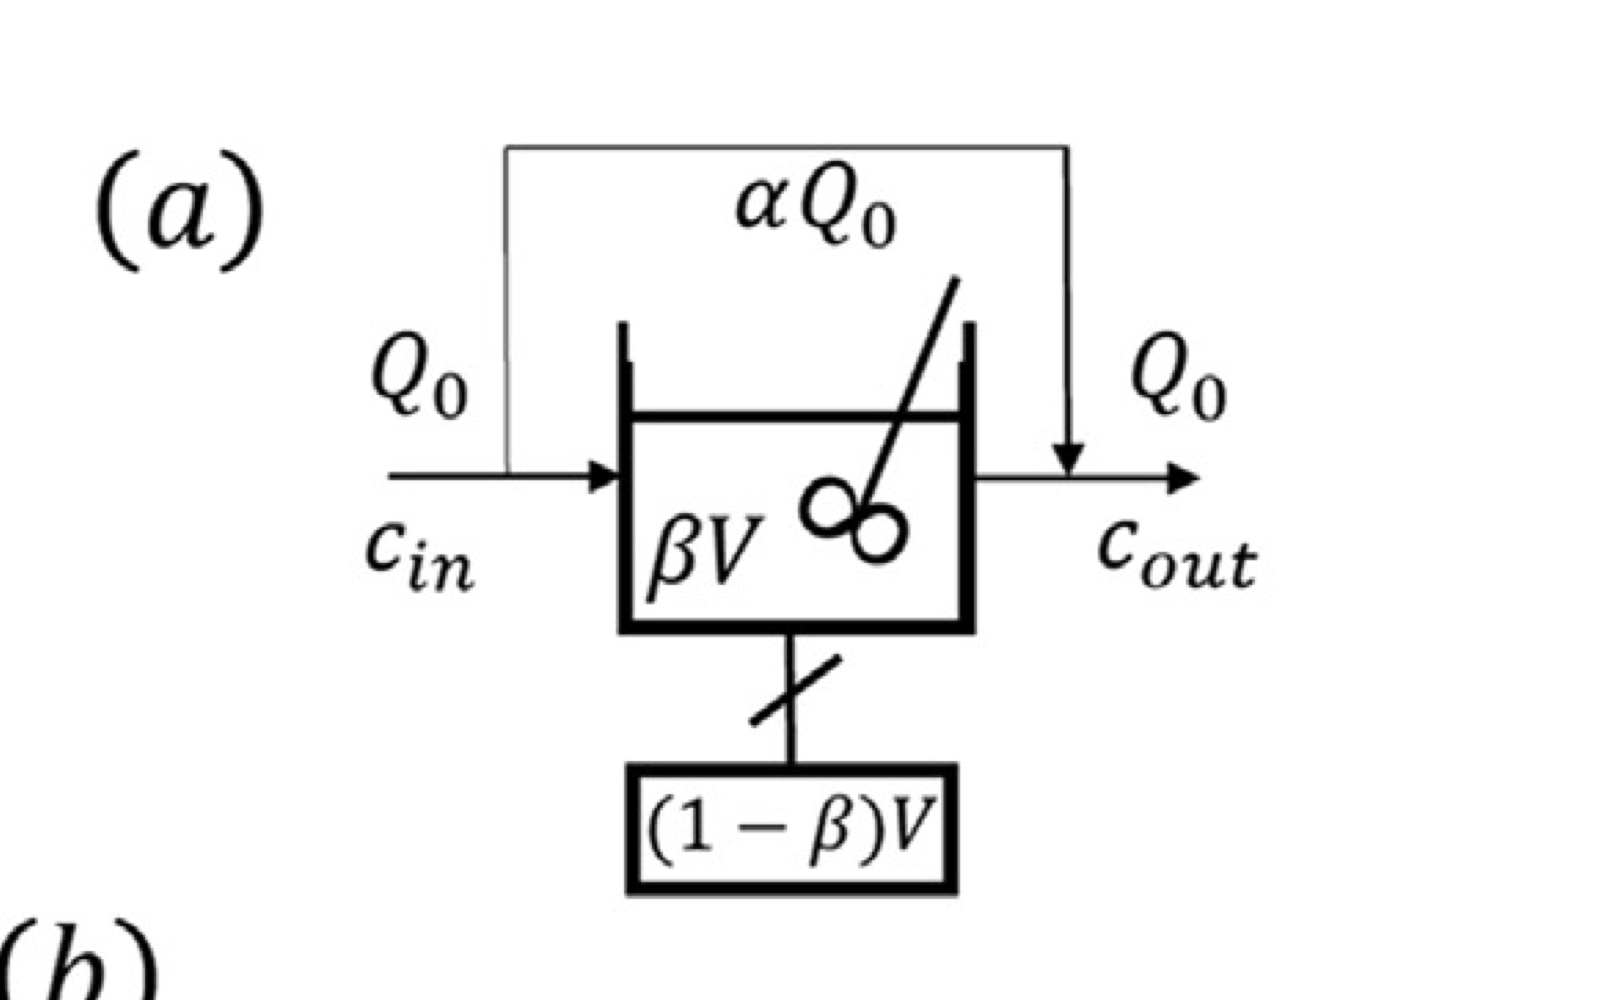 (a)
αQ₀
Q₀
Q₀
c_in
βV
c_out
(1 − β)V
(b)